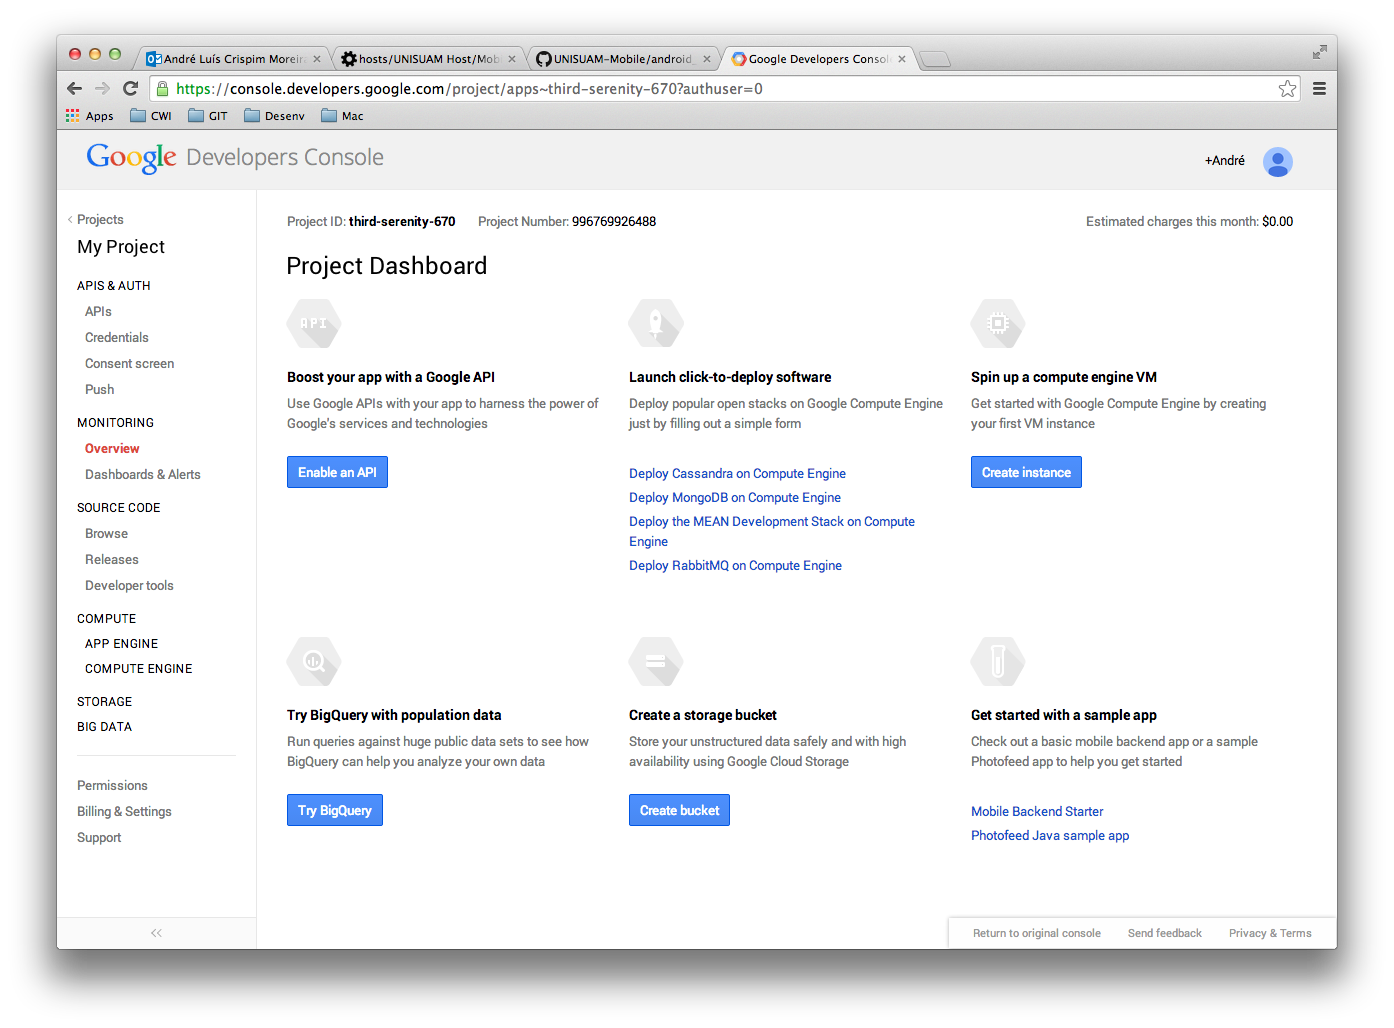 André Luís Crispim Moreir
hosts/UNISUAM Host/Mob
UNISUAM-Mobile/android_
Google Developers Consol
https://console.developers.google.com/project/apps~third-serenity-670?authuser=0
Apps CWI GIT Desenv Mac
Google Developers Console
+André
Projects
My Project
APIS & AUTH
APIs
Credentials
Consent screen
Push
MONITORING
Overview
Dashboards & Alerts
SOURCE CODE
Browse
Releases
Developer tools
COMPUTE
APP ENGINE
COMPUTE ENGINE
STORAGE
BIG DATA
Permissions
Billing & Settings
Support
Project ID: third-serenity-670 Project Number: 996769926488
Estimated charges this month: $0.00
Project Dashboard
API
Boost your app with a Google API
Use Google APIs with your app to harness the power of
Google's services and technologies
Enable an API
Launch click-to-deploy software
Deploy popular open stacks on Google Compute Engine
just by filling out a simple form
Deploy Cassandra on Compute Engine
Deploy MongoDB on Compute Engine
Deploy the MEAN Development Stack on Compute
Engine
Deploy RabbitMQ on Compute Engine
Spin up a compute engine VM
Get started with Google Compute Engine by creating
your first VM instance
Create instance
Try BigQuery with population data
Run queries against huge public data sets to see how
BigQuery can help you analyze your own data
Try BigQuery
Create a storage bucket
Store your unstructured data safely and with high
availability using Google Cloud Storage
Create bucket
Get started with a sample app
Check out a basic mobile backend app or a sample
Photofeed app to help you get started
Mobile Backend Starter
Photofeed Java sample app
Return to original console Send feedback Privacy & Terms